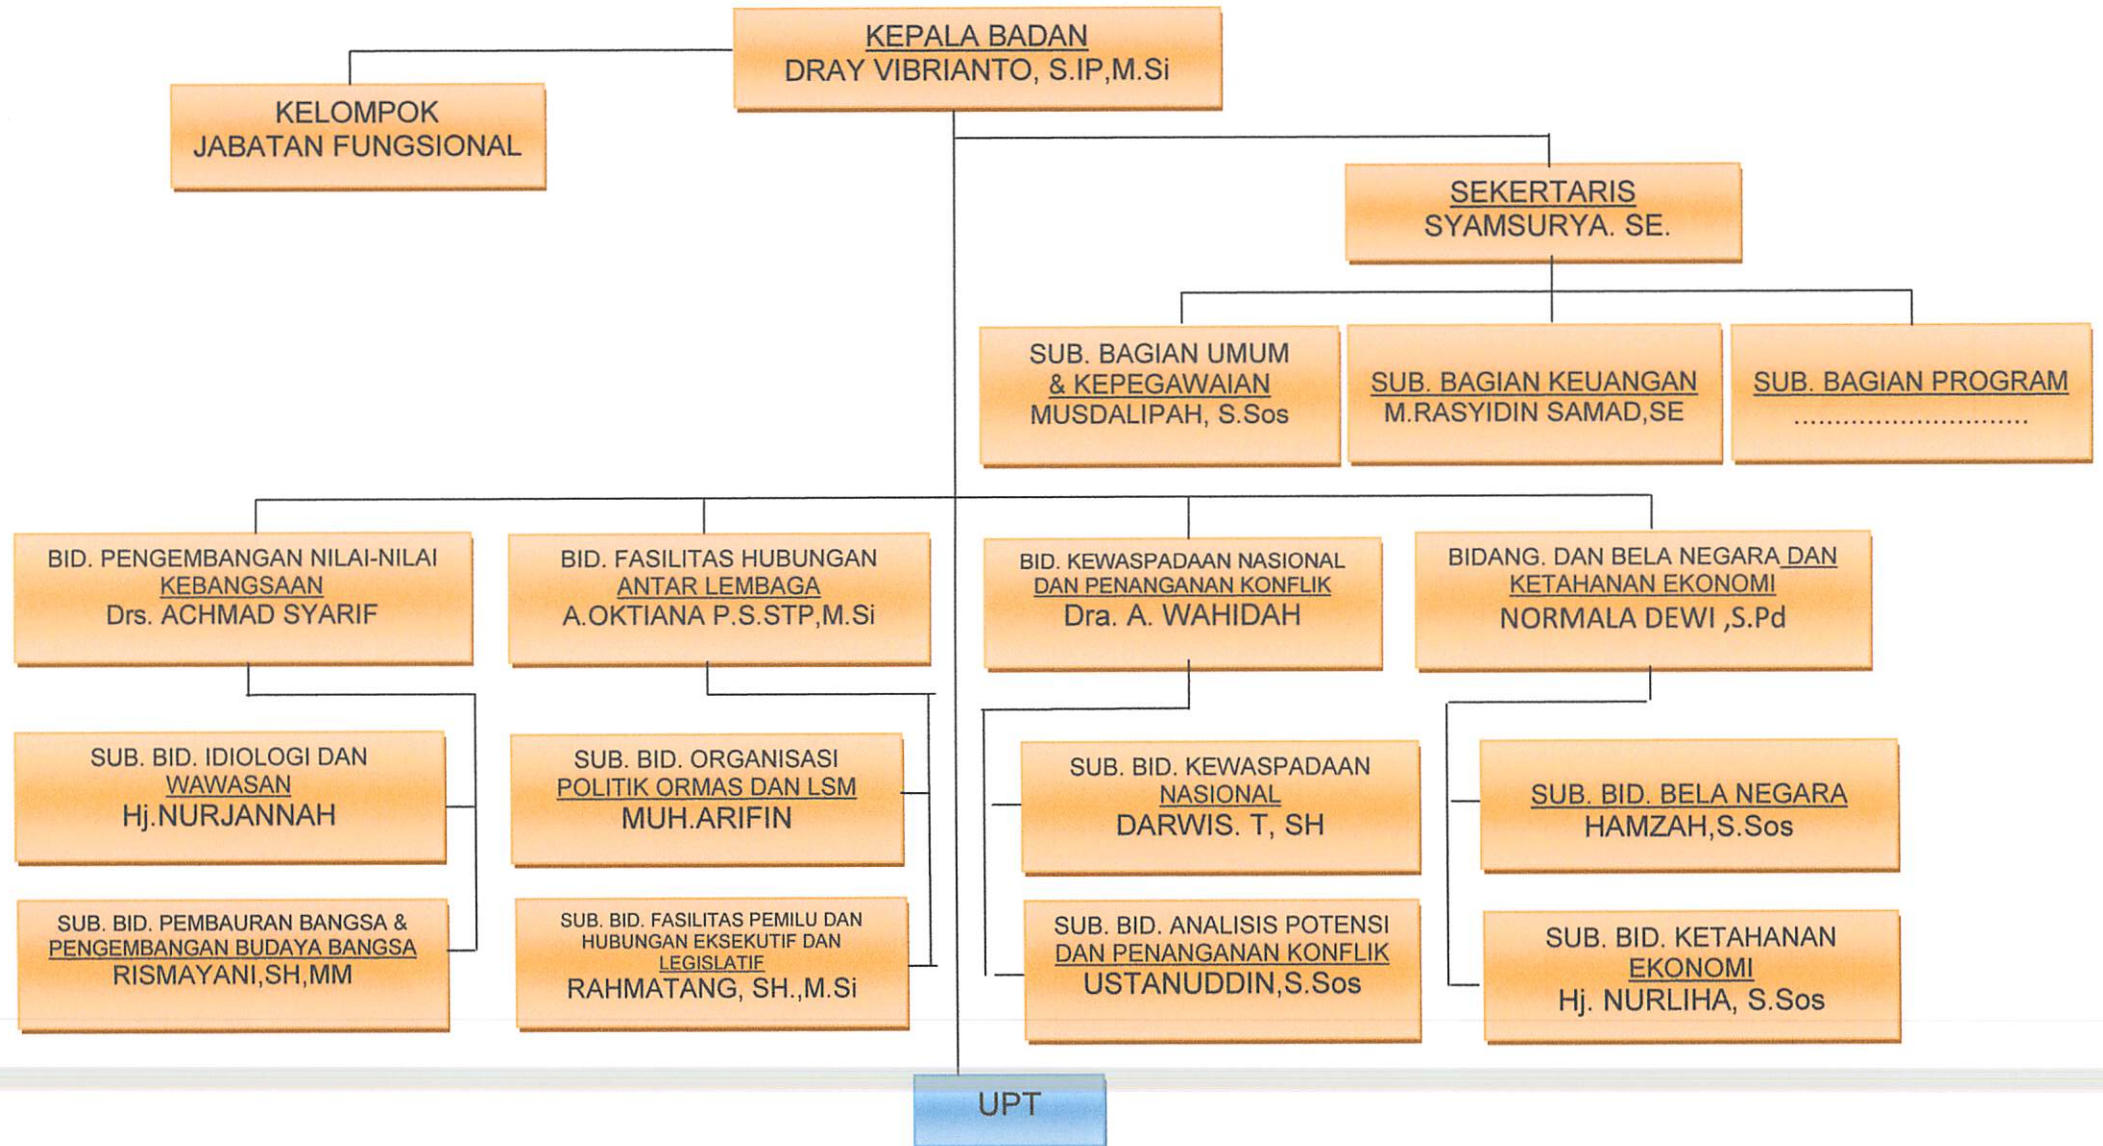 KEPALA BADAN
DRAY VIBRIANTO, S.IP,M.Si
KELOMPOK
JABATAN FUNGSIONAL
SEKERTARIS
SYAMSURYA. SE.
SUB. BAGIAN UMUM
& KEPEGAWAIAN
MUSDALIPAH, S.Sos
SUB. BAGIAN KEUANGAN
M.RASYIDIN SAMAD,SE
SUB. BAGIAN PROGRAM
............................
BID. PENGEMBANGAN NILAI-NILAI
KEBANGSAAN
Drs. ACHMAD SYARIF
BID. FASILITAS HUBUNGAN
ANTAR LEMBAGA
A.OKTIANA P.S.STP,M.Si
BID. KEWASPADAAN NASIONAL
DAN PENANGANAN KONFLIK
Dra. A. WAHIDAH
BIDANG. DAN BELA NEGARA DAN
KETAHANAN EKONOMI
NORMALA DEWI ,S.Pd
SUB. BID. IDIOLOGI DAN
WAWASAN
Hj.NURJANNAH
SUB. BID. ORGANISASI
POLITIK ORMAS DAN LSM
MUH.ARIFIN
SUB. BID. KEWASPADAAN
NASIONAL
DARWIS. T, SH
SUB. BID. BELA NEGARA
HAMZAH,S.Sos
SUB. BID. PEMBAURAN BANGSA &
PENGEMBANGAN BUDAYA BANGSA
RISMAYANI,SH,MM
SUB. BID. FASILITAS PEMILU DAN
HUBUNGAN EKSEKUTIF DAN
LEGISLATIF
RAHMATANG, SH.,M.Si
SUB. BID. ANALISIS POTENSI
DAN PENANGANAN KONFLIK
USTANUDDIN,S.Sos
SUB. BID. KETAHANAN
EKONOMI
Hj. NURLIHA, S.Sos
UPT